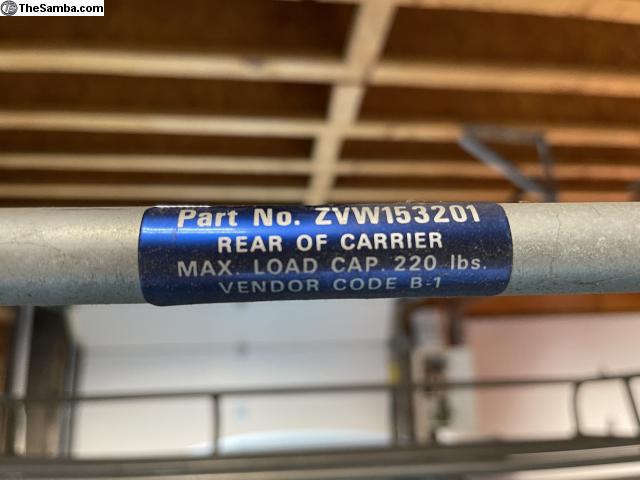 TheSamba.com
Part No. ZVW153201
REAR OF CARRIER
MAX. LOAD CAP. 220 lbs.
VENDOR CODE B-1